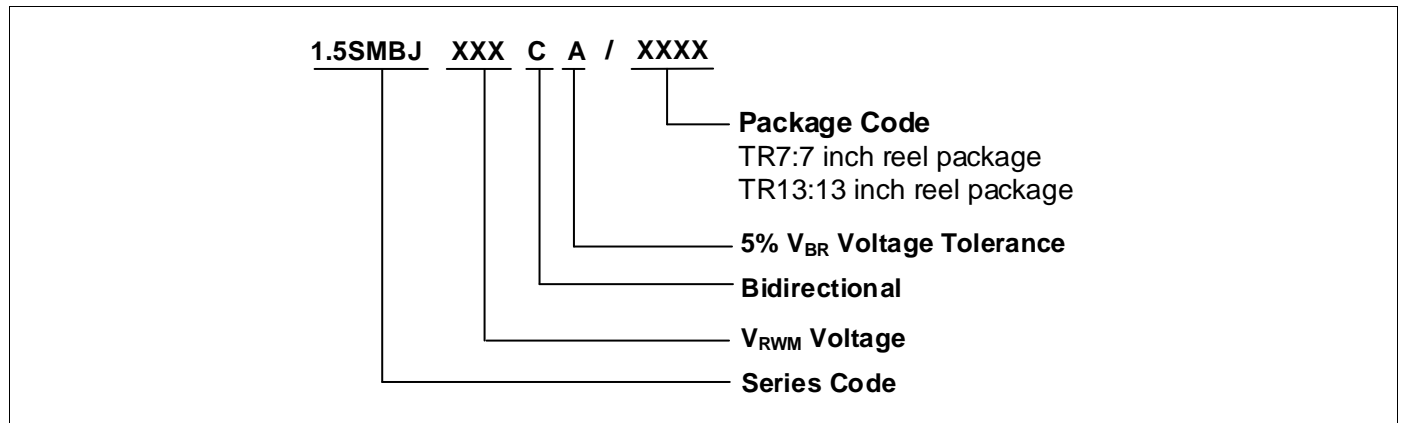 1.5SMBJ XXX C A / XXXX
Package Code
TR7:7 inch reel package
TR13:13 inch reel package
5% VBR Voltage Tolerance
Bidirectional
VRWM Voltage
Series Code